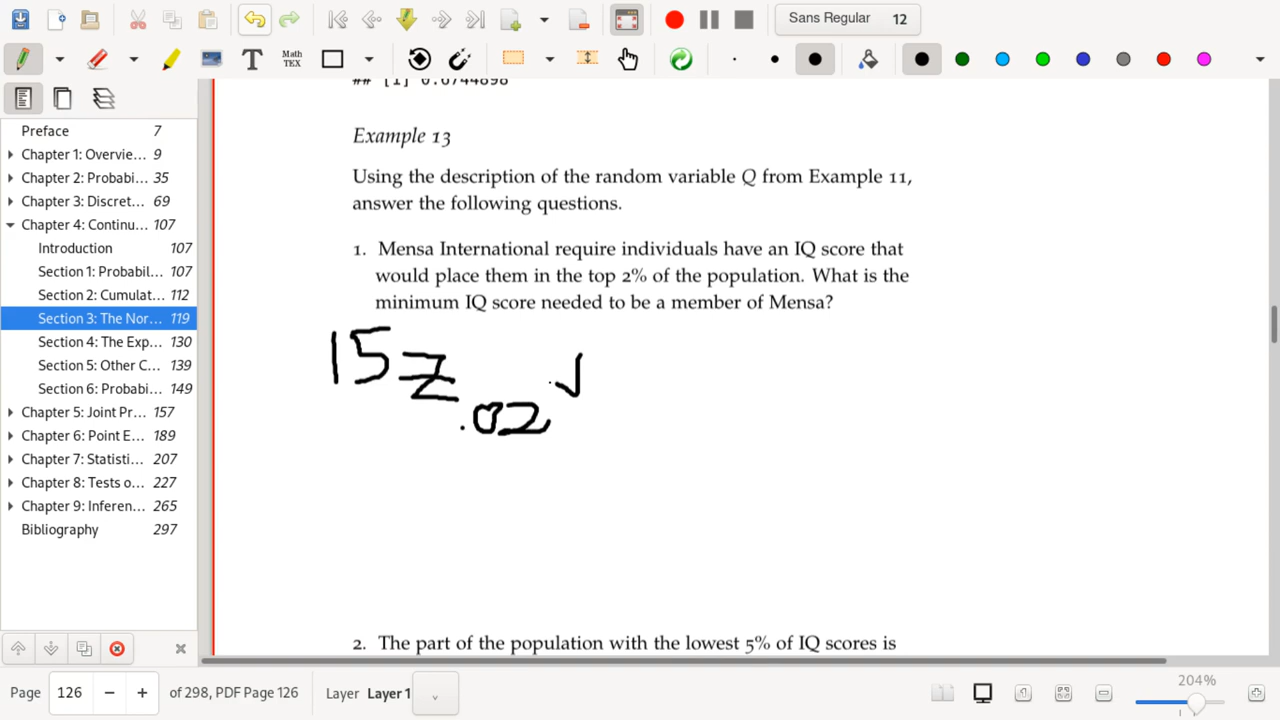 Sans Regular 12
Math
TEX
Preface 7
Chapter 1: Overvie... 9
Chapter 2: Probabi... 35
Chapter 3: Discret... 69
Chapter 4: Continu... 107
Introduction 107
Section 1: Probabil... 107
Section 2: Cumulat... 112
Section 3: The Nor... 119
Section 4: The Exp... 130
Section 5: Other C... 139
Section 6: Probabi... 149
Chapter 5: Joint Pr... 157
Chapter 6: Point E... 189
Chapter 7: Statisti... 207
Chapter 8: Tests o... 227
Chapter 9: Inferen... 265
Bibliography 297
## [1] 0.6744898
Example 13
Using the description of the random variable Q from Example 11,
answer the following questions.
1. Mensa International require individuals have an IQ score that
would place them in the top 2% of the population. What is the
minimum IQ score needed to be a member of Mensa?
15 z .02
2. The part of the population with the lowest 5% of IQ scores is
Page 126 of 298, PDF Page 126 Layer Layer 1
204%